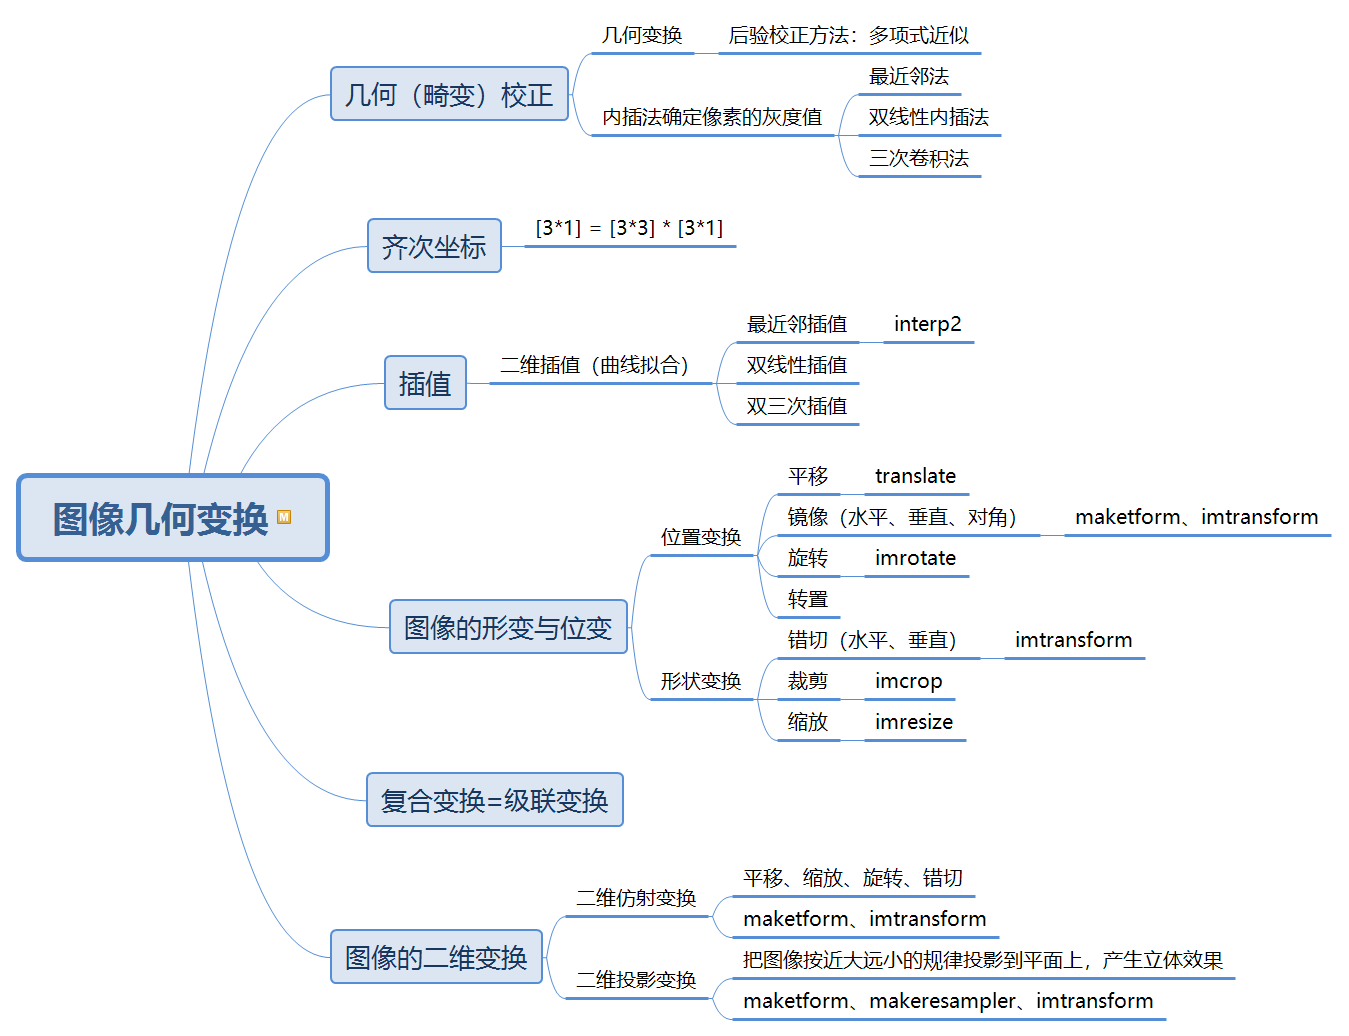 几何变换
后验校正方法：多项式近似
几何（畸变）校正
内插法确定像素的灰度值
最近邻法
双线性内插法
三次卷积法
齐次坐标
[3*1] = [3*3] * [3*1]
插值
二维插值（曲线拟合）
最近邻插值
interp2
双线性插值
双三次插值
图像几何变换
M
图像的形变与位变
位置变换
平移
translate
镜像（水平、垂直、对角）
maketform、imtransform
旋转
imrotate
转置
形状变换
错切（水平、垂直）
imtransform
裁剪
imcrop
缩放
imresize
复合变换=级联变换
图像的二维变换
二维仿射变换
平移、缩放、旋转、错切
maketform、imtransform
二维投影变换
把图像按近大远小的规律投影到平面上，产生立体效果
maketform、makeresampler、imtransform